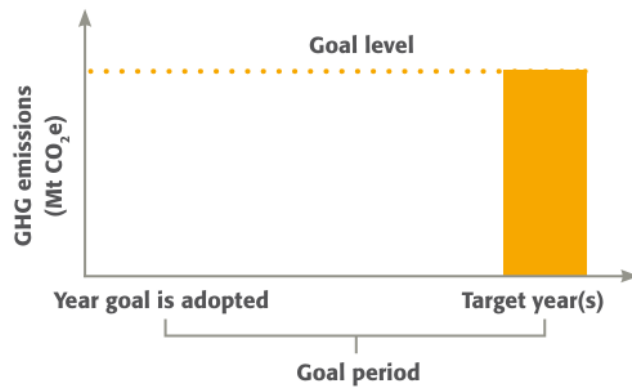 Goal level
GHG emissions
(Mt CO₂e)
Year goal is adopted
Target year(s)
Goal period